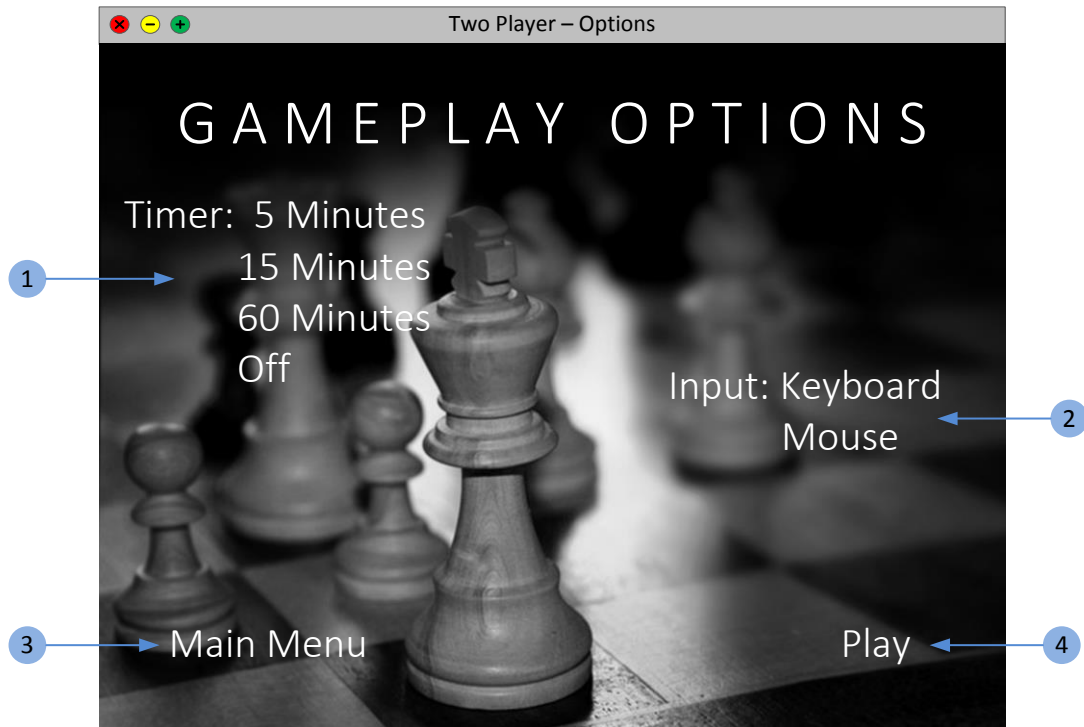 Two Player – Options
GAMEPLAY OPTIONS
Timer: 5 Minutes
15 Minutes
60 Minutes
Off
Input: Keyboard
Mouse
Main Menu
Play
1
2
3
4